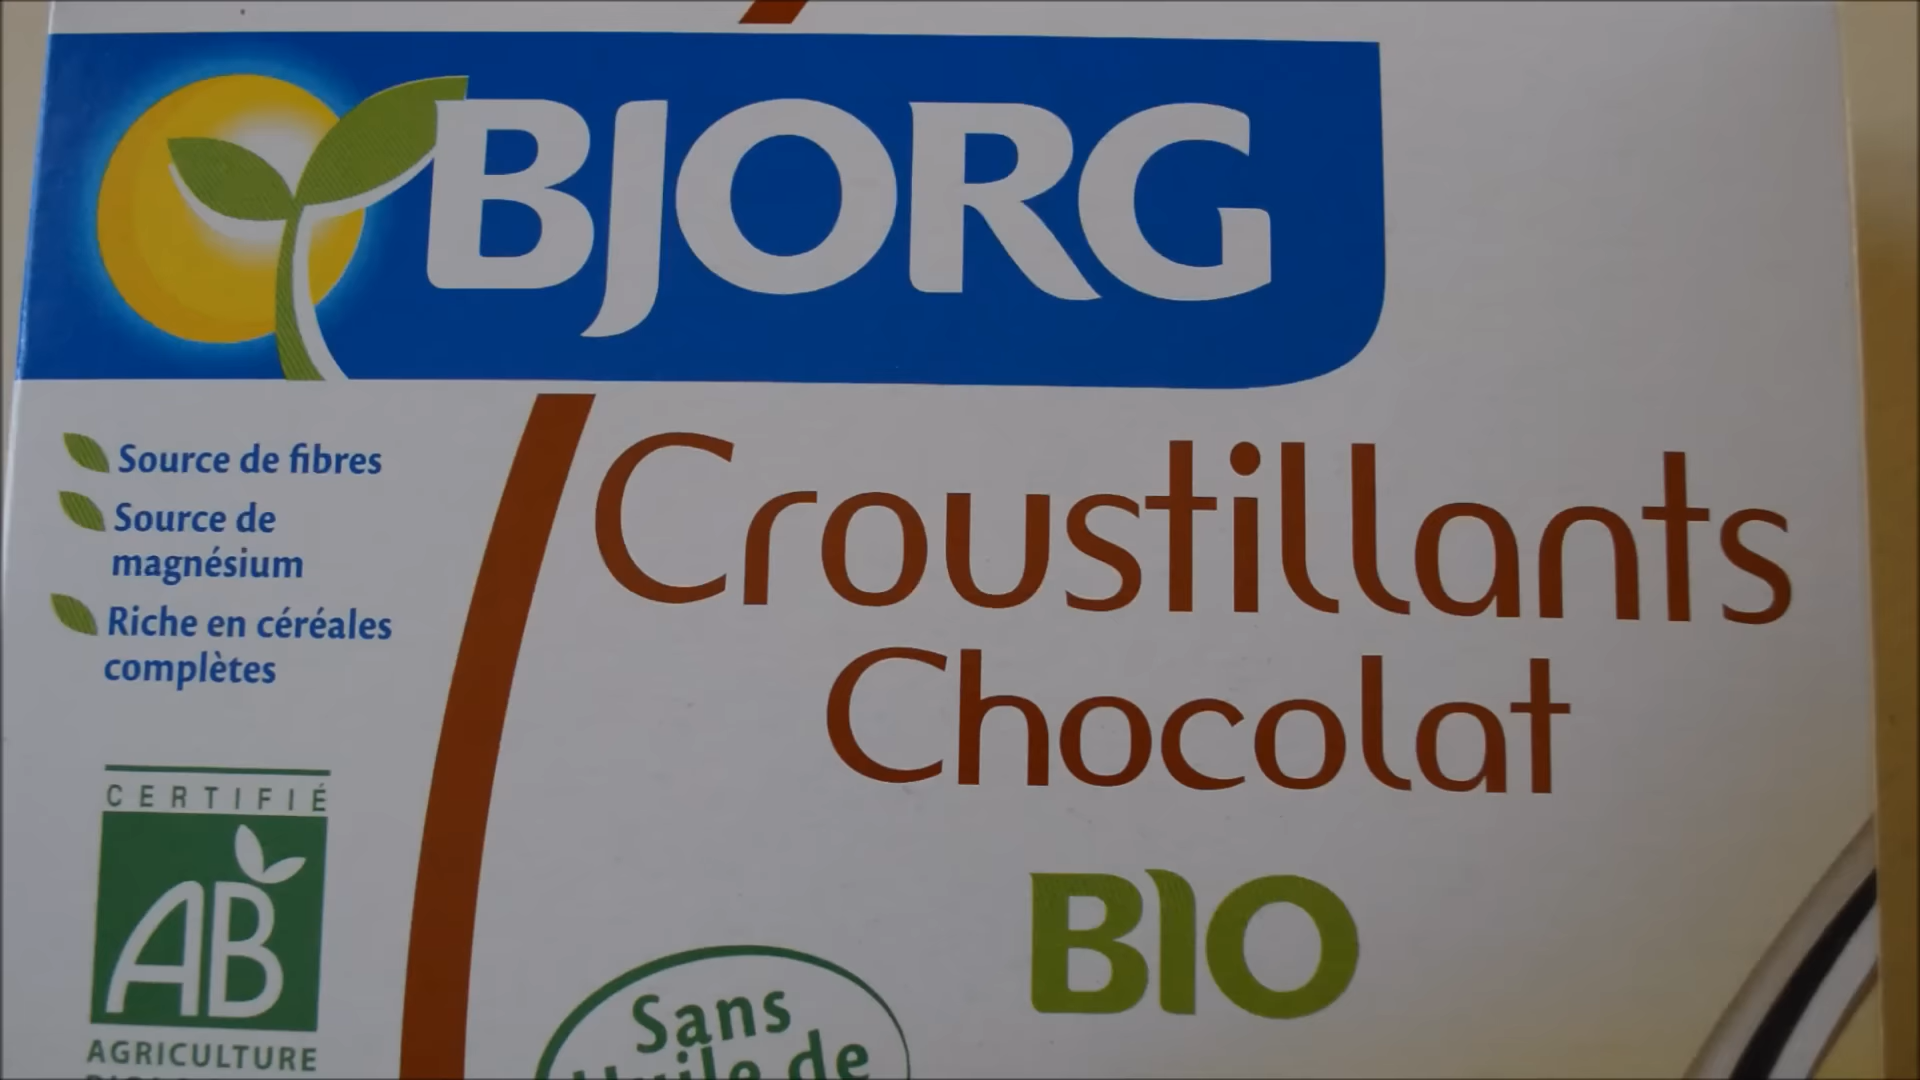 BJORG
Source de fibres
Source de
magnésium
Riche en céréales
complètes
Croustillants
Chocolat
BIO
CERTIFIÉ
AB
AGRICULTURE
Sans
Huile de